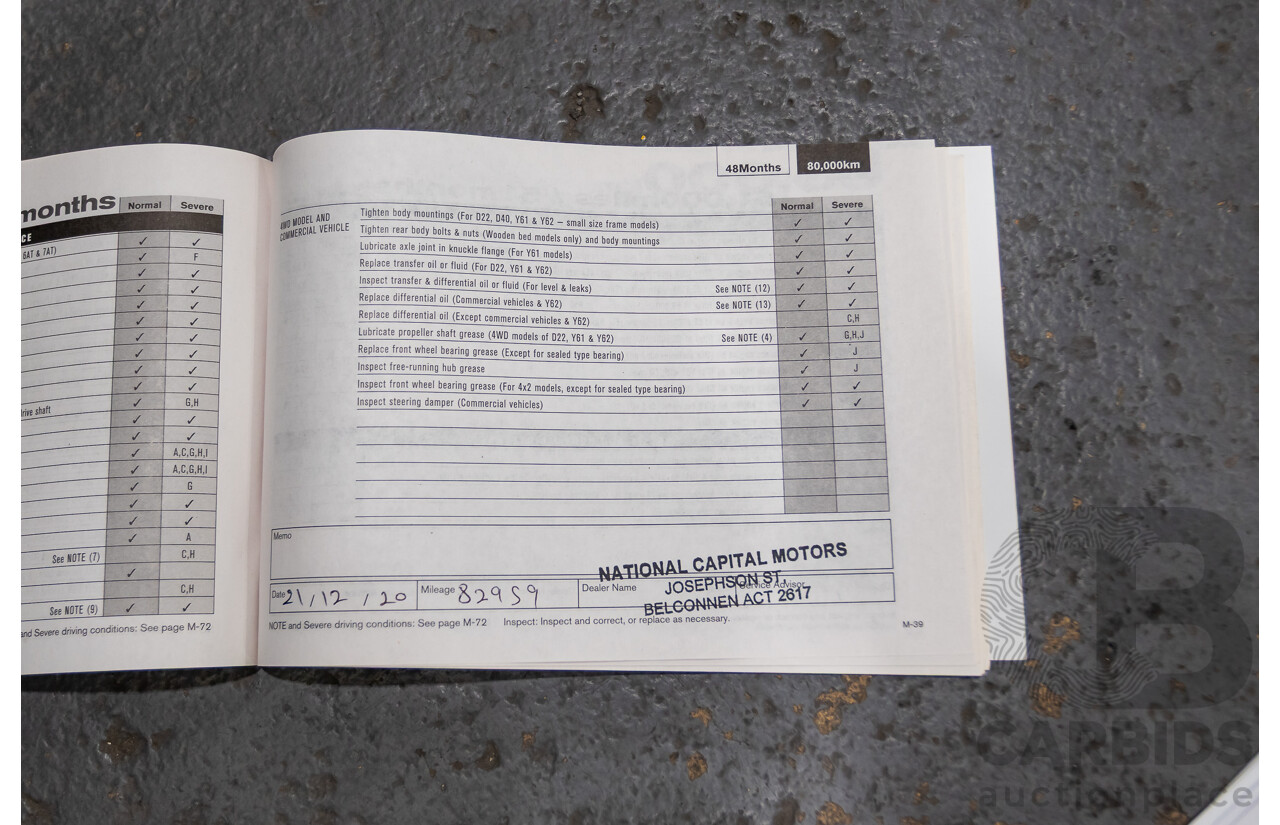 months Normal Severe
CE
✓ ✓
6AT & 7AT) ✓ F
✓ ✓
✓ ✓
✓ ✓
✓ ✓
✓ ✓
✓ ✓
✓ ✓
✓ ✓
drive shaft ✓ G,H
✓ ✓
✓ ✓
✓ A,C,G,H,I
✓ A,C,G,H,I
✓ G
✓ ✓
✓ ✓
✓ A
See NOTE (7) C,H
✓
C,H
See NOTE (9) ✓ ✓
and Severe driving conditions: See page M-72
48Months 80,000km
Normal Severe
4WD MODEL AND
COMMERCIAL VEHICLE
Tighten body mountings (For D22, D40, Y61 & Y62 – small size frame models) ✓ ✓
Tighten rear body bolts & nuts (Wooden bed models only) and body mountings ✓ ✓
Lubricate axle joint in knuckle flange (For Y61 models) ✓ ✓
Replace transfer oil or fluid (For D22, Y61 & Y62) ✓ ✓
Inspect transfer & differential oil or fluid (For level & leaks) See NOTE (12) ✓ ✓
Replace differential oil (Commercial vehicles & Y62) See NOTE (13) ✓ ✓
Replace differential oil (Except commercial vehicles & Y62) C,H
Lubricate propeller shaft grease (4WD models of D22, Y61 & Y62) See NOTE (4) ✓ G,H,J
Replace front wheel bearing grease (Except for sealed type bearing) ✓ J
Inspect free-running hub grease ✓ J
Inspect front wheel bearing grease (For 4x2 models, except for sealed type bearing) ✓ ✓
Inspect steering damper (Commercial vehicles) ✓ ✓
Memo
NATIONAL CAPITAL MOTORS
JOSEPHSON ST,
BELCONNEN ACT 2617
Date 21/12/20 Mileage 82959 Dealer Name Service Advisor
NOTE and Severe driving conditions: See page M-72 Inspect: Inspect and correct, or replace as necessary.
M-39
CARBIDS
auctionplace